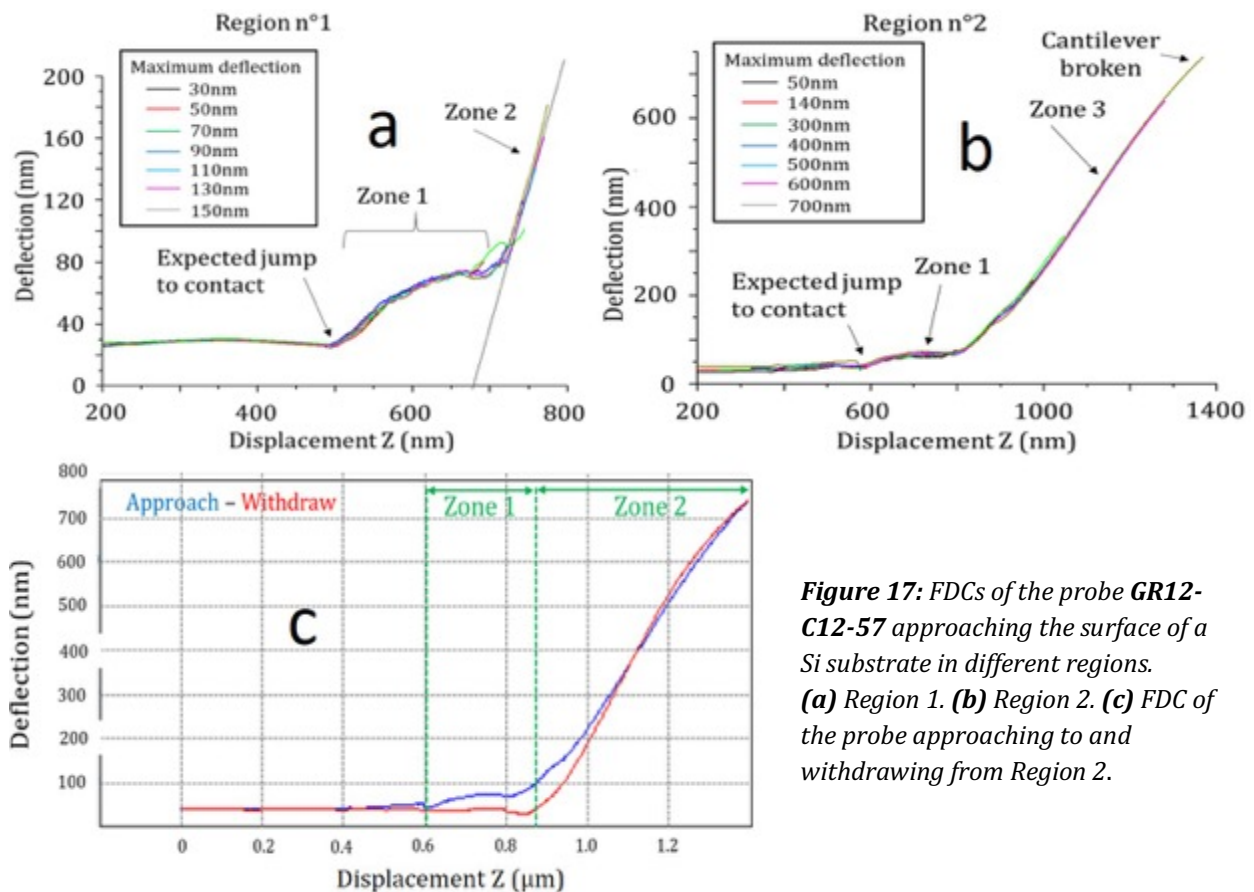 Region n°1
Maximum deflection
30nm
50nm
70nm
90nm
110nm
130nm
150nm
a
Zone 2
Zone 1
Expected jump
to contact
200
160
120
80
40
0
Deflection (nm)
200
400
600
800
Displacement Z (nm)
Region n°2
Maximum deflection
50nm
140nm
300nm
400nm
500nm
600nm
700nm
b
Cantilever
broken
Zone 3
Zone 1
Expected jump
to contact
600
400
200
0
Deflection (nm)
200
600
1000
1400
Displacement Z (nm)
Approach – Withdraw
Zone 1
Zone 2
c
800
700
600
500
400
300
200
100
Deflection (nm)
0
0.2
0.4
0.6
0.8
1.0
1.2
Displacement Z (μm)
Figure 17: FDCs of the probe GR12-
C12-57 approaching the surface of a
Si substrate in different regions.
(a) Region 1. (b) Region 2. (c) FDC of
the probe approaching to and
withdrawing from Region 2.